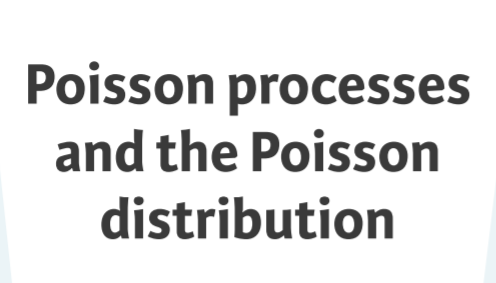 Poisson processes
and the Poisson
distribution